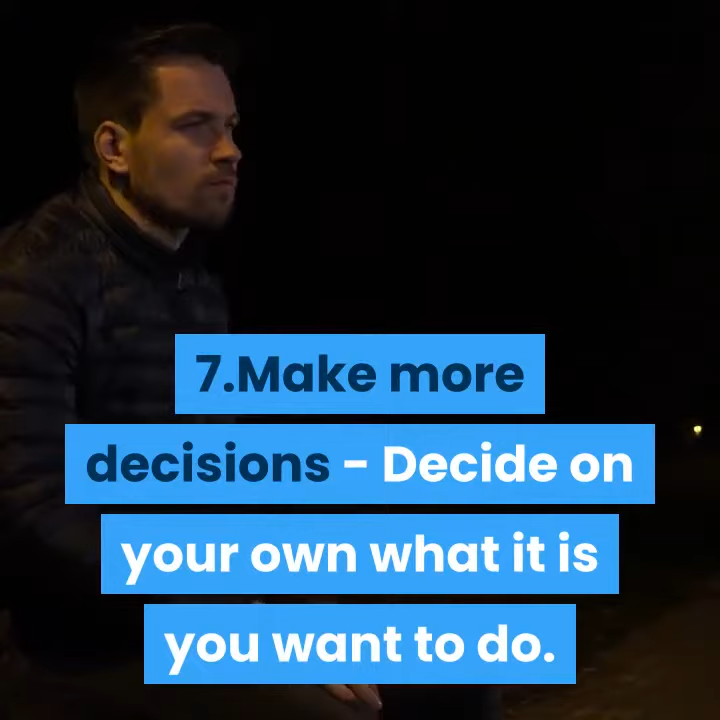 7.Make more
decisions - Decide on
your own what it is
you want to do.